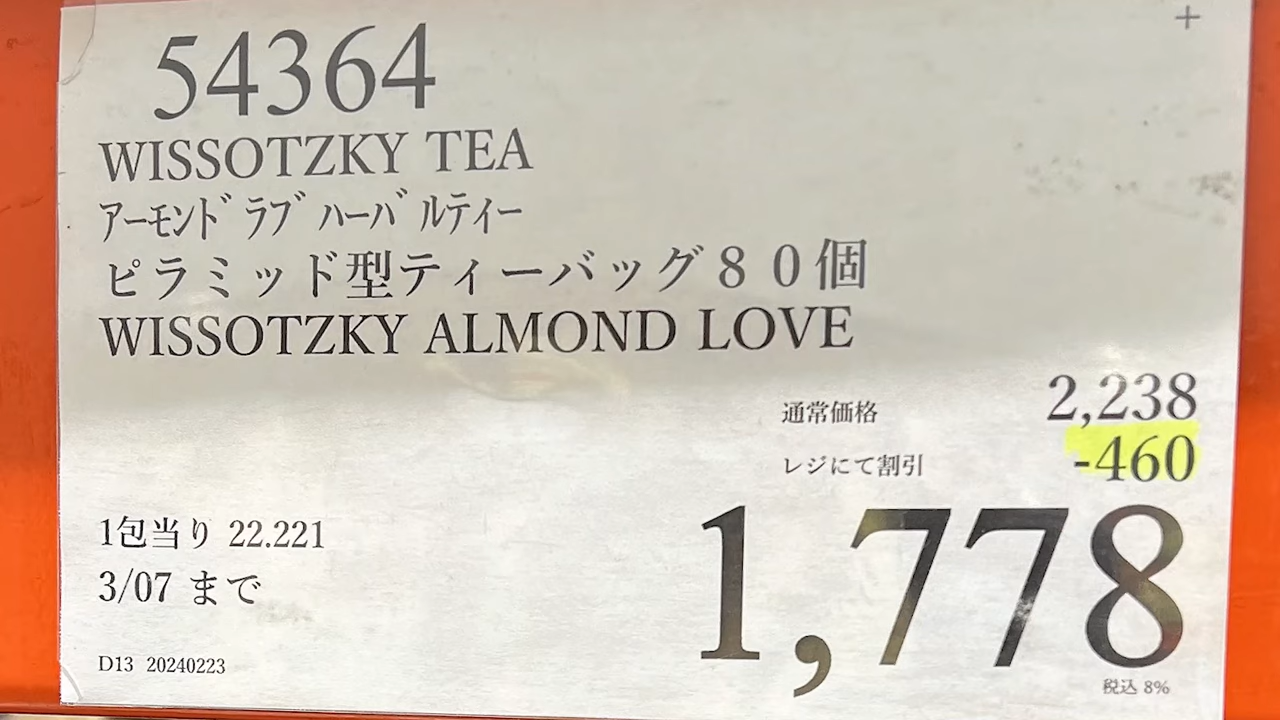 +
54364
WISSOTZKY TEA
アーモンド ラブ ハーバルティー
ピラミッド型ティーバッグ８０個
WISSOTZKY ALMOND LOVE
通常価格 2,238
レジにて割引 -460
1包当り 22.221
1,778
3/07 まで
税込 8%
D13 20240223